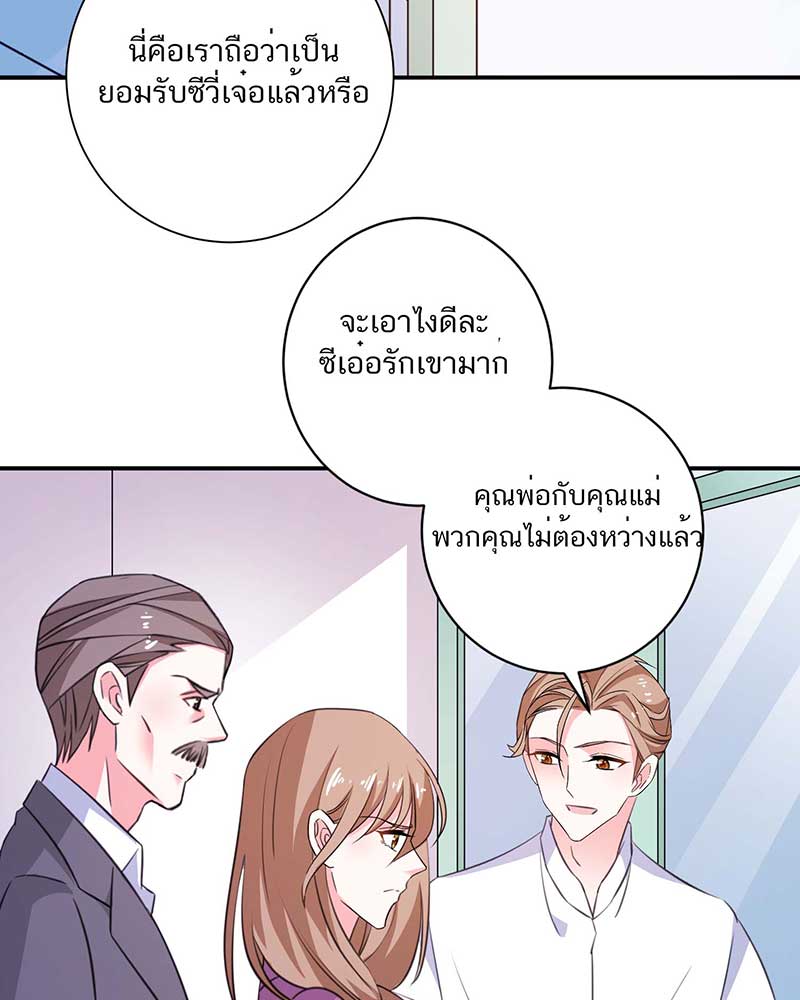 นี่คือเราถือว่าเป็น
ยอมรับซีวี่เจ๋อแล้วหรือ
จะเอาไงดีละ
ซีเอ๋อรักเขามาก
คุณพ่อกับคุณแม่
พวกคุณไม่ต้องหว่างแล้ว